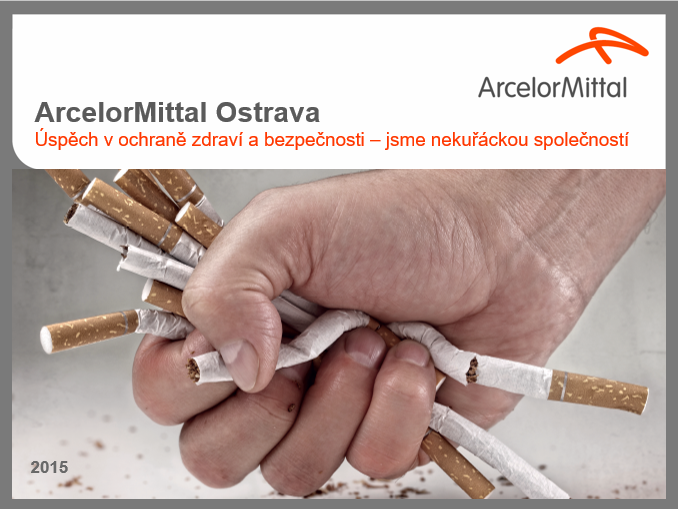 ArcelorMittal
ArcelorMittal Ostrava
Úspěch v ochraně zdraví a bezpečnosti – jsme nekuřáckou společností
2015